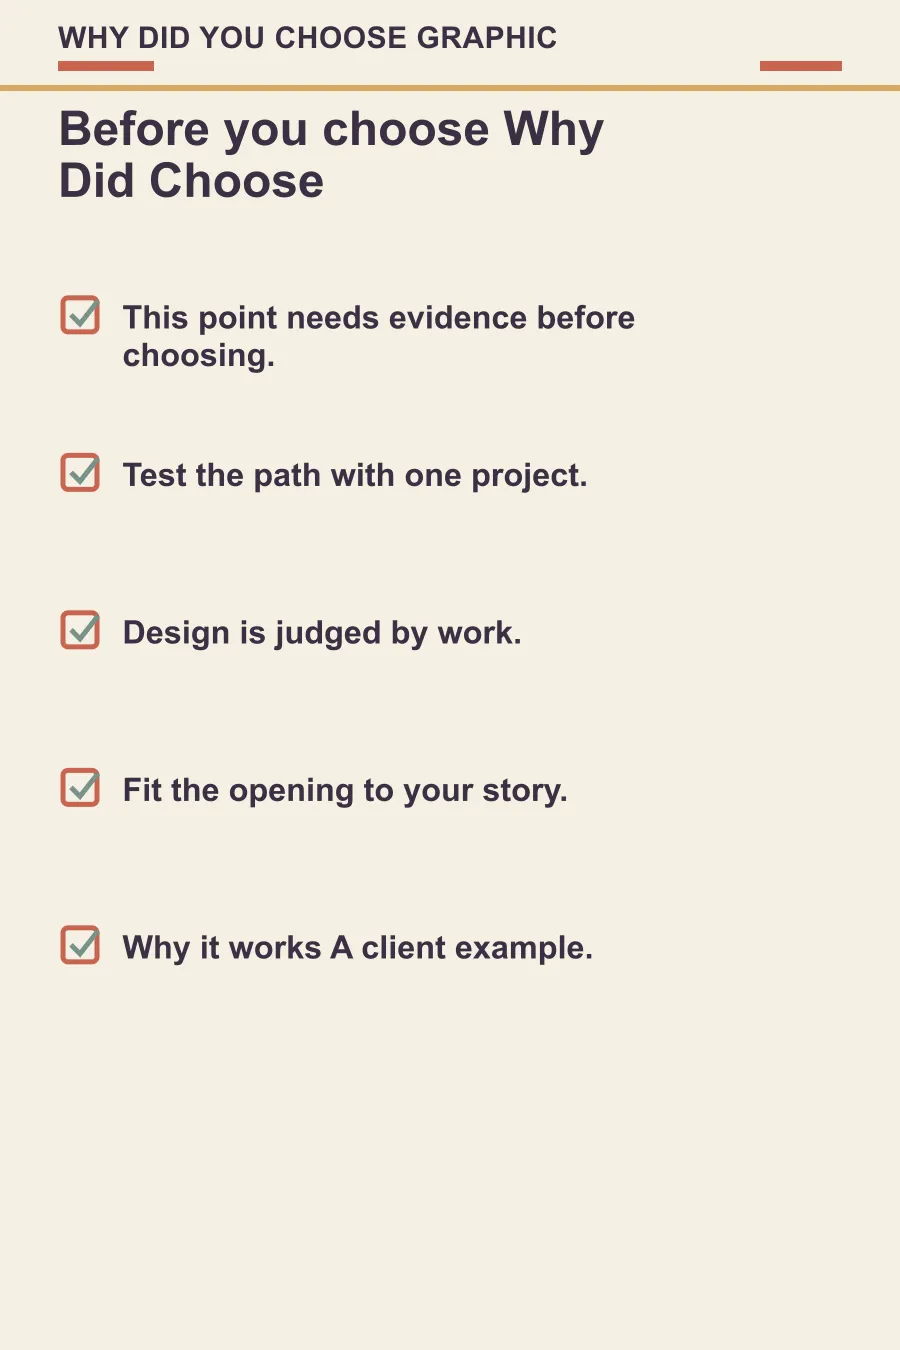 WHY DID YOU CHOOSE GRAPHIC
Before you choose Why
Did Choose
This point needs evidence before
choosing.
Test the path with one project.
Design is judged by work.
Fit the opening to your story.
Why it works A client example.